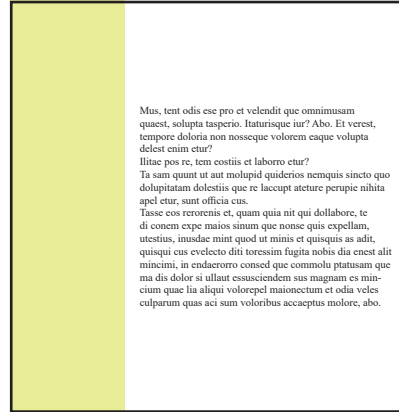 Mus, tent odis ese pro et velendit que omnimusam
quaest, solupta tasperio. Itaturisque iur? Abo. Et verest,
tempore doloria non nosseque volorem eaque volupta
delest enim etur?
Ilitae pos re, tem eostiis et laborro etur?
Ta sam quunt ut aut molupid quiderios nemquis sincto quo
dolupitatam dolestiis que re laccupt ateture perupie nihita
apel etur, sunt officia cus.
Tasse eos rerorenis et, quam quia nit qui dollabore, te
di conem expe maios sinum que nonse quis expellam,
utestius, inusdae mint quod ut minis et quisquis as adit,
quisqui cus evelecto diti toressim fugita nobis dia enest alit
mincimi, in endaerorro consed que commolu ptatusam que
ma dis dolor si ullaut essusciendem sus magnam es min-
cium quae lia aliqui volorepel maionectum et odia veles
culparum quas aci sum voloribus accaeptus molore, abo.